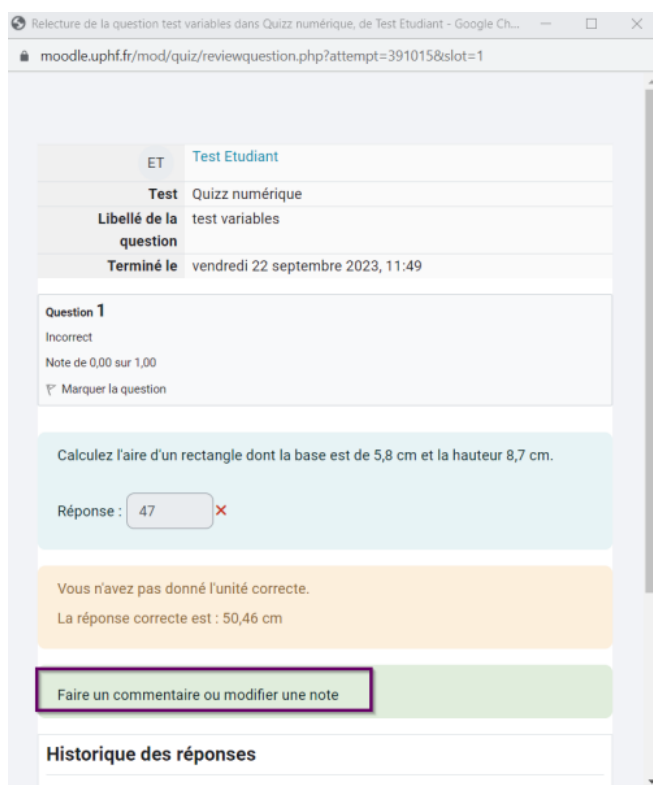 Relecture de la question test variables dans Quizz numérique, de Test Etudiant - Google Ch...
moodle.uphf.fr/mod/quiz/reviewquestion.php?attempt=391015&slot=1
ET Test Etudiant
Test Quizz numérique
Libellé de la question test variables
Terminé le vendredi 22 septembre 2023, 11:49
Question 1
Incorrect
Note de 0,00 sur 1,00
Marquer la question
Calculez l'aire d'un rectangle dont la base est de 5,8 cm et la hauteur 8,7 cm.
Réponse : 47
Vous n'avez pas donné l'unité correcte.
La réponse correcte est : 50,46 cm
Faire un commentaire ou modifier une note
Historique des réponses